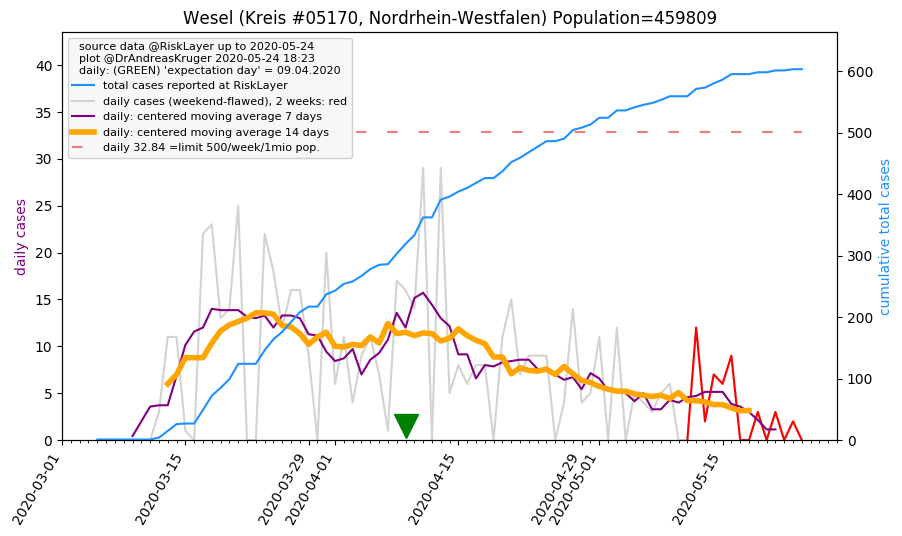 Wesel (Kreis #05170, Nordrhein-Westfalen) Population=459809
source data @RiskLayer up to 2020-05-24
plot @DrAndreasKruger 2020-05-24 18:23
daily: (GREEN) 'expectation day' = 09.04.2020
total cases reported at RiskLayer
daily cases (weekend-flawed), 2 weeks: red
daily: centered moving average 7 days
daily: centered moving average 14 days
daily 32.84 =limit 500/week/1mio pop.
daily cases
40
35
30
25
20
15
10
5
0
cumulative total cases
600
500
400
300
200
100
0
2020-03-01
2020-03-15
2020-03-29
2020-04-01
2020-04-15
2020-04-29
2020-05-01
2020-05-15